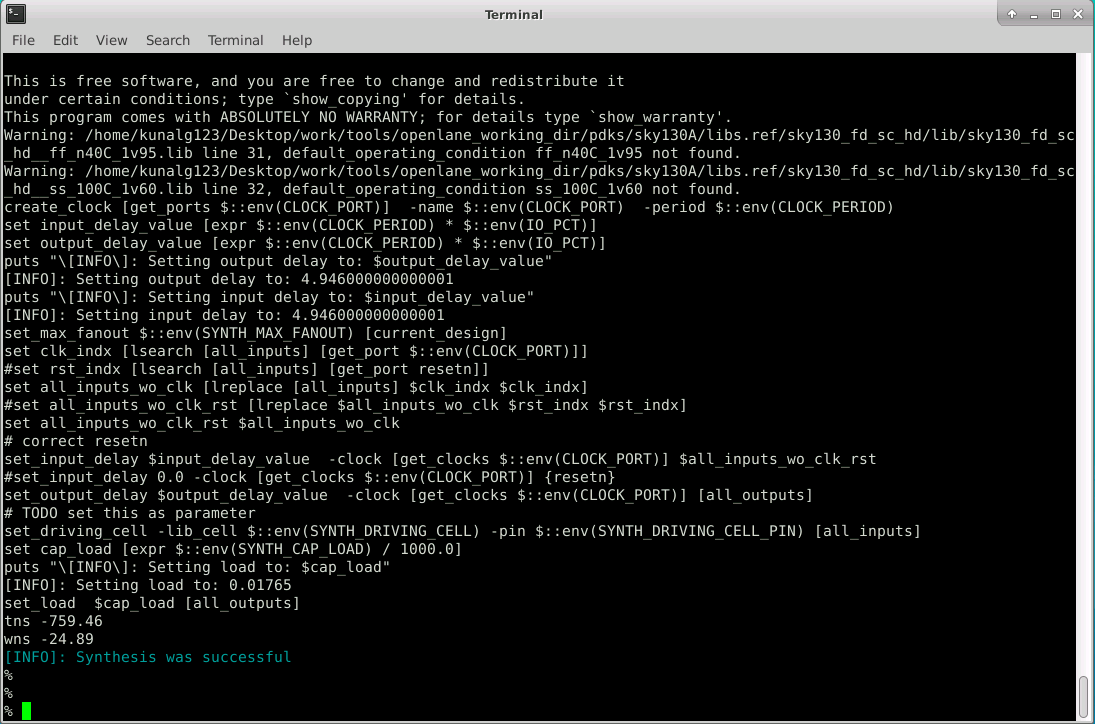 Terminal
File Edit View Search Terminal Help
This is free software, and you are free to change and redistribute it
under certain conditions; type `show_copying' for details.
This program comes with ABSOLUTELY NO WARRANTY; for details type `show_warranty'.
Warning: /home/kunalg123/Desktop/work/tools/openlane_working_dir/pdks/sky130A/libs.ref/sky130_fd_sc_hd/lib/sky130_fd_sc
_hd__ff_n40C_1v95.lib line 31, default_operating_condition ff_n40C_1v95 not found.
Warning: /home/kunalg123/Desktop/work/tools/openlane_working_dir/pdks/sky130A/libs.ref/sky130_fd_sc_hd/lib/sky130_fd_sc
_hd__ss_100C_1v60.lib line 32, default_operating_condition ss_100C_1v60 not found.
create_clock [get_ports $::env(CLOCK_PORT)]  -name $::env(CLOCK_PORT)  -period $::env(CLOCK_PERIOD)
set input_delay_value [expr $::env(CLOCK_PERIOD) * $::env(IO_PCT)]
set output_delay_value [expr $::env(CLOCK_PERIOD) * $::env(IO_PCT)]
puts "\[INFO\]: Setting output delay to: $output_delay_value"
[INFO]: Setting output delay to: 4.946000000000001
puts "\[INFO\]: Setting input delay to: $input_delay_value"
[INFO]: Setting input delay to: 4.946000000000001
set_max_fanout $::env(SYNTH_MAX_FANOUT) [current_design]
set clk_indx [lsearch [all_inputs] [get_port $::env(CLOCK_PORT)]]
#set rst_indx [lsearch [all_inputs] [get_port resetn]]
set all_inputs_wo_clk [lreplace [all_inputs] $clk_indx $clk_indx]
#set all_inputs_wo_clk_rst [lreplace $all_inputs_wo_clk $rst_indx $rst_indx]
set all_inputs_wo_clk_rst $all_inputs_wo_clk
# correct resetn
set_input_delay $input_delay_value  -clock [get_clocks $::env(CLOCK_PORT)] $all_inputs_wo_clk_rst
#set_input_delay 0.0 -clock [get_clocks $::env(CLOCK_PORT)] {resetn}
set_output_delay $output_delay_value  -clock [get_clocks $::env(CLOCK_PORT)] [all_outputs]
# TODO set this as parameter
set_driving_cell -lib_cell $::env(SYNTH_DRIVING_CELL) -pin $::env(SYNTH_DRIVING_CELL_PIN) [all_inputs]
set cap_load [expr $::env(SYNTH_CAP_LOAD) / 1000.0]
puts "\[INFO\]: Setting load to: $cap_load"
[INFO]: Setting load to: 0.01765
set_load  $cap_load [all_outputs]
tns -759.46
wns -24.89
[INFO]: Synthesis was successful
%
%
%